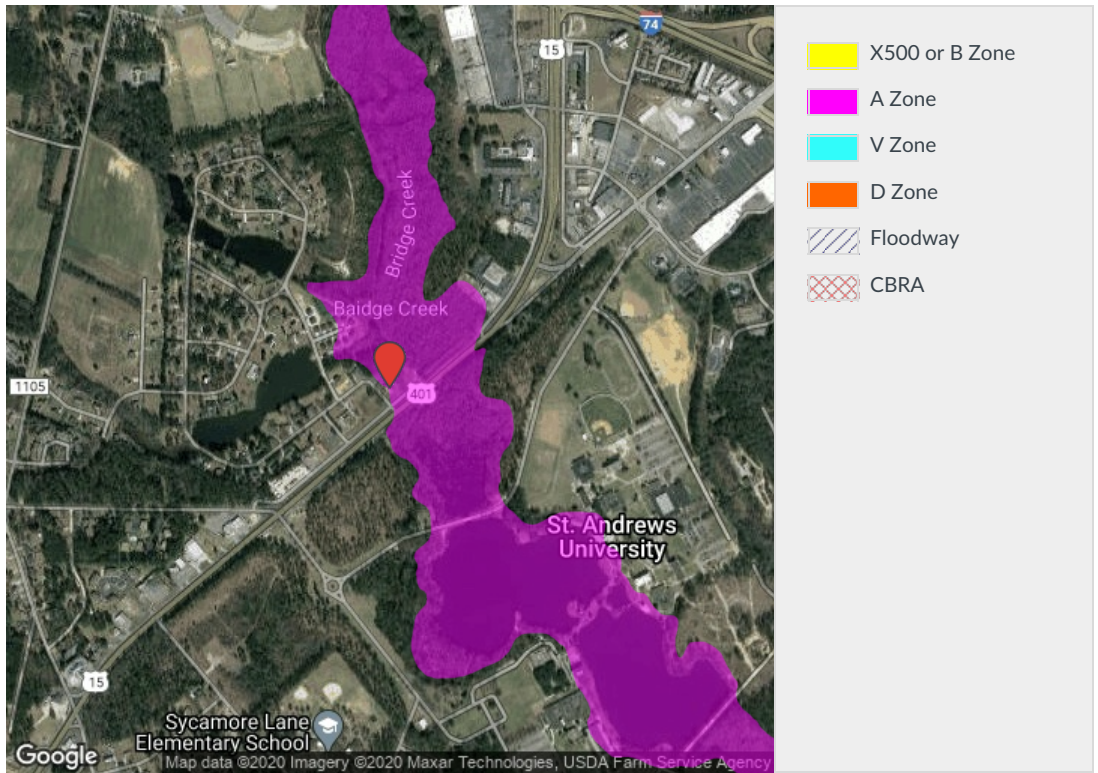 74
15
Bridge Creek
Baidge Creek
1105
401
St. Andrews
University
15
Sycamore Lane
Elementary School
Google
Map data ©2020 Imagery ©2020 Maxar Technologies, USDA Farm Service Agency
X500 or B Zone
A Zone
V Zone
D Zone
Floodway
CBRA